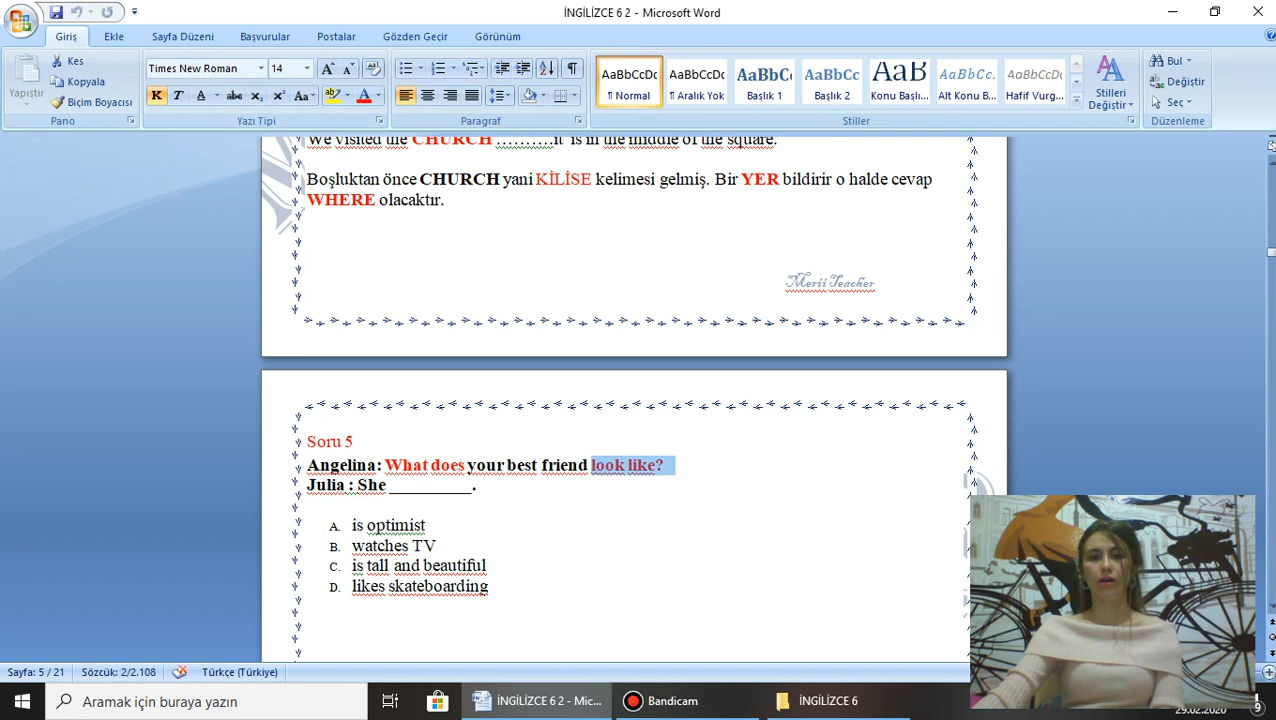 İNGİLİZCE 6 2 - Microsoft Word
Giriş Ekle Sayfa Düzeni Başvurular Postalar Gözden Geçir Görünüm
Kes
Kopyala
Biçim Boyacısı
Yapıştır
Pano
Times New Roman 14
Yazı Tipi
Paragraf
AaBbCcDc AaBbCcDc AaBbCc AaBbCc AaB AaBbCc. AaBbCcDc
¶ Normal ¶ Aralık Yok Başlık 1 Başlık 2 Konu Başlı... Alt Konu B... Hafif Vurg...
Stilleri Değiştir
Stiller
Bul
Değiştir
Seç
Düzenleme
We visited the CHURCH ……….it is in the middle of the square.
Boşluktan önce CHURCH yani KİLİSE kelimesi gelmiş. Bir YER bildirir o halde cevap
WHERE olacaktır.
Merii Teacher
Soru 5
Angelina: What does your best friend look like?
Julia : She _________.
A. is optimist
B. watches TV
C. is tall and beautiful
D. likes skateboarding
Sayfa: 5 / 21 Sözcük: 2/2.108 Türkçe (Türkiye)
Aramak için buraya yazın
İNGİLİZCE 6 2 - Mic...
Bandicam
İNGİLİZCE 6
29.02.2020